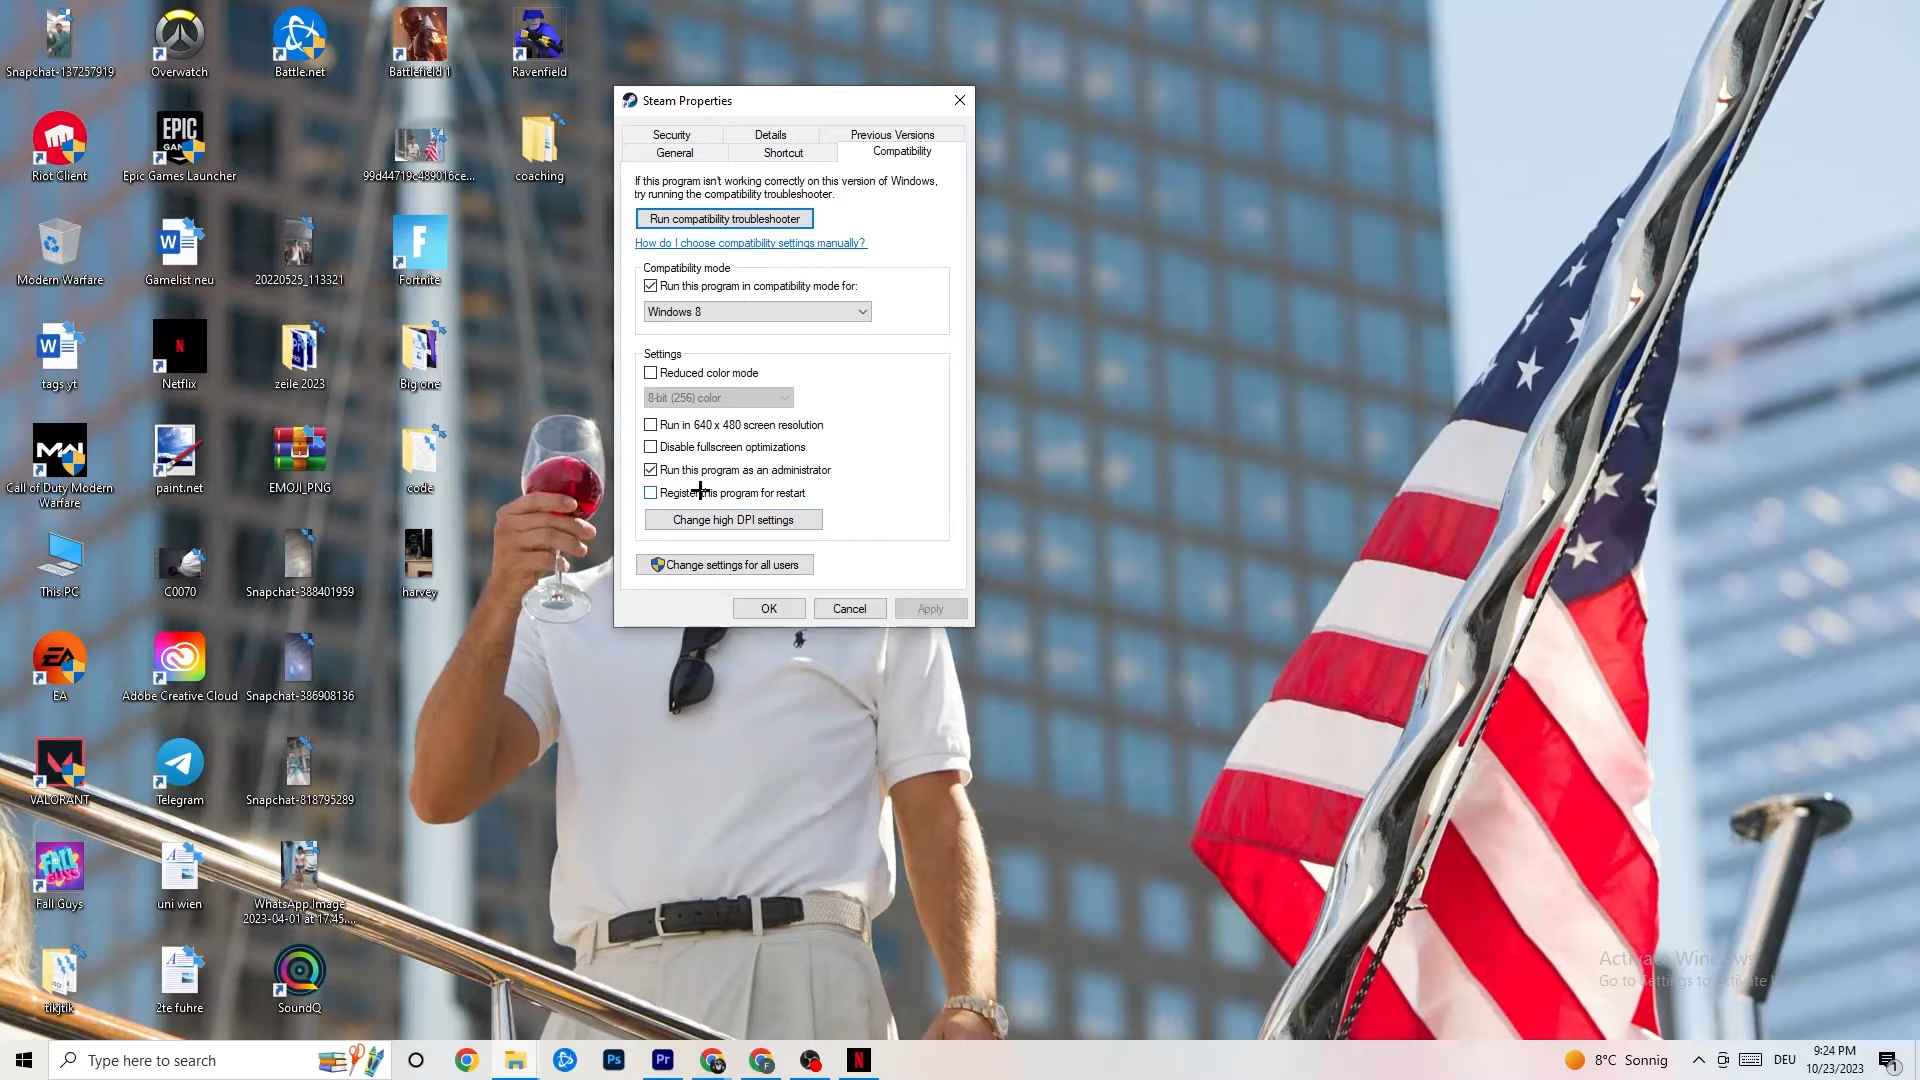 Snapchat-137257919
Overwatch
Battle.net
Battlefield 1
Ravenfield
Riot Client
EPIC
Epic Games Launcher
99d44719c489016ce...
coaching
Modern Warfare
Gamelist neu
20220525_113321
Fortnite
tags yt
Netflix
zeile 2023
Big one
Call of Duty Modern
Warfare
paint.net
EMOJI_PNG
code
This PC
C0070
Snapchat-388401959
harvey
EA
Adobe Creative Cloud
Snapchat-386908136
VALORANT
Telegram
Snapchat-818795289
Fall Guys
uni wien
WhatsApp Image
2023-04-01 at 17.45....
tikjtik
2te fuhre
SoundQ
Steam Properties
Security
Details
Previous Versions
General
Shortcut
Compatibility
If this program isn't working correctly on this version of Windows,
try running the compatibility troubleshooter.
Run compatibility troubleshooter
How do I choose compatibility settings manually?
Compatibility mode
Run this program in compatibility mode for:
Windows 8
Settings
Reduced color mode
8-bit (256) color
Run in 640 x 480 screen resolution
Disable fullscreen optimizations
Run this program as an administrator
Register this program for restart
Change high DPI settings
Change settings for all users
OK
Cancel
Apply
Activate Windows
Go to Settings to activate
Type here to search
8°C Sonnig
DEU
9:24 PM
10/23/2023